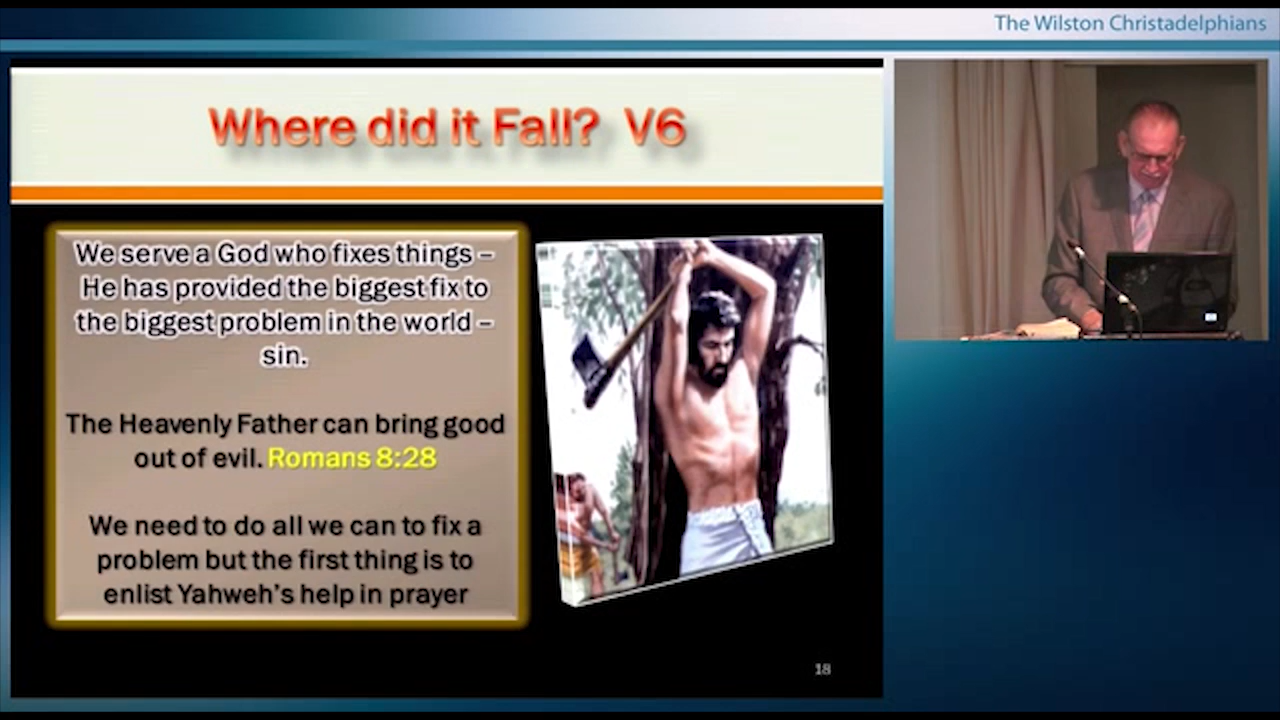 The Wilston Christadelphians
Where did it Fall? V6
We serve a God who fixes things –
He has provided the biggest fix to
the biggest problem in the world –
sin.
The Heavenly Father can bring good
out of evil. Romans 8:28
We need to do all we can to fix a
problem but the first thing is to
enlist Yahweh's help in prayer
18